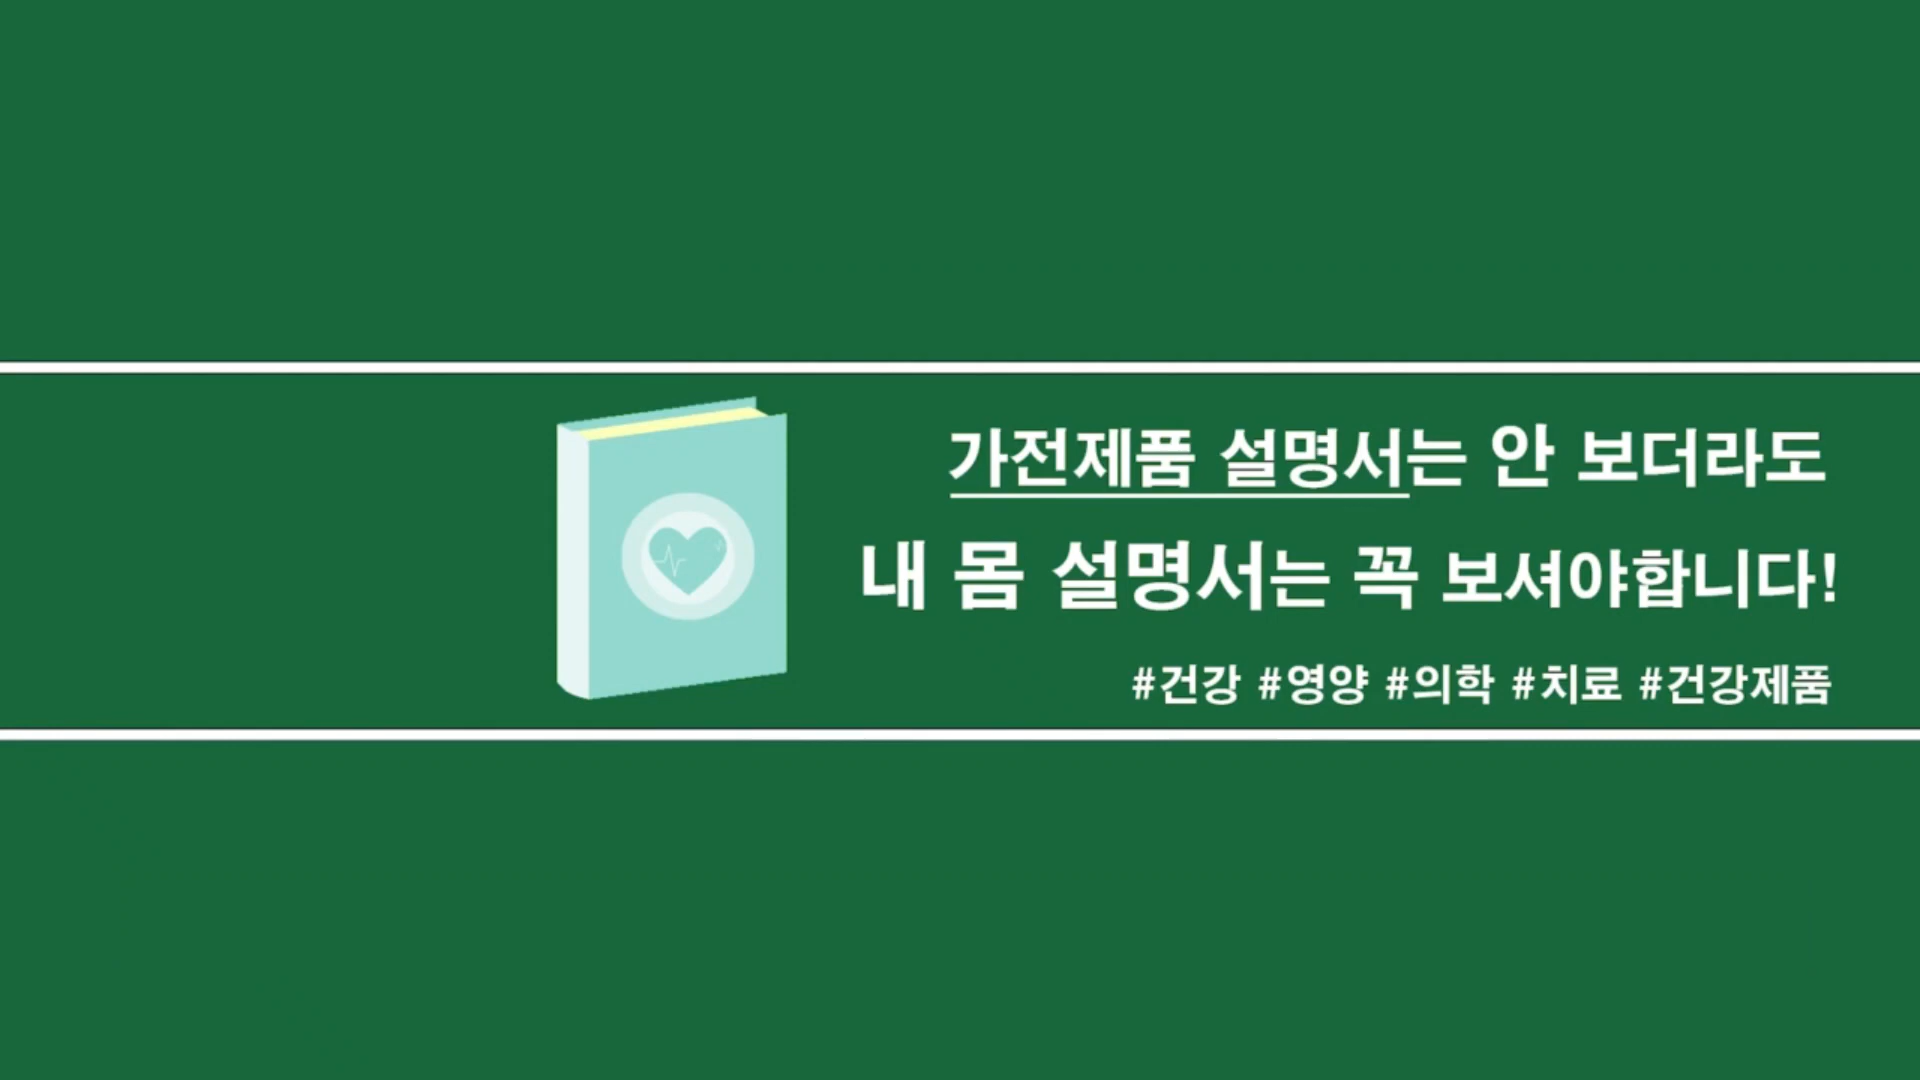 가전제품 설명서는 안 보더라도
내 몸 설명서는 꼭 보셔야합니다!
#건강 #영양 #의학 #치료 #건강제품